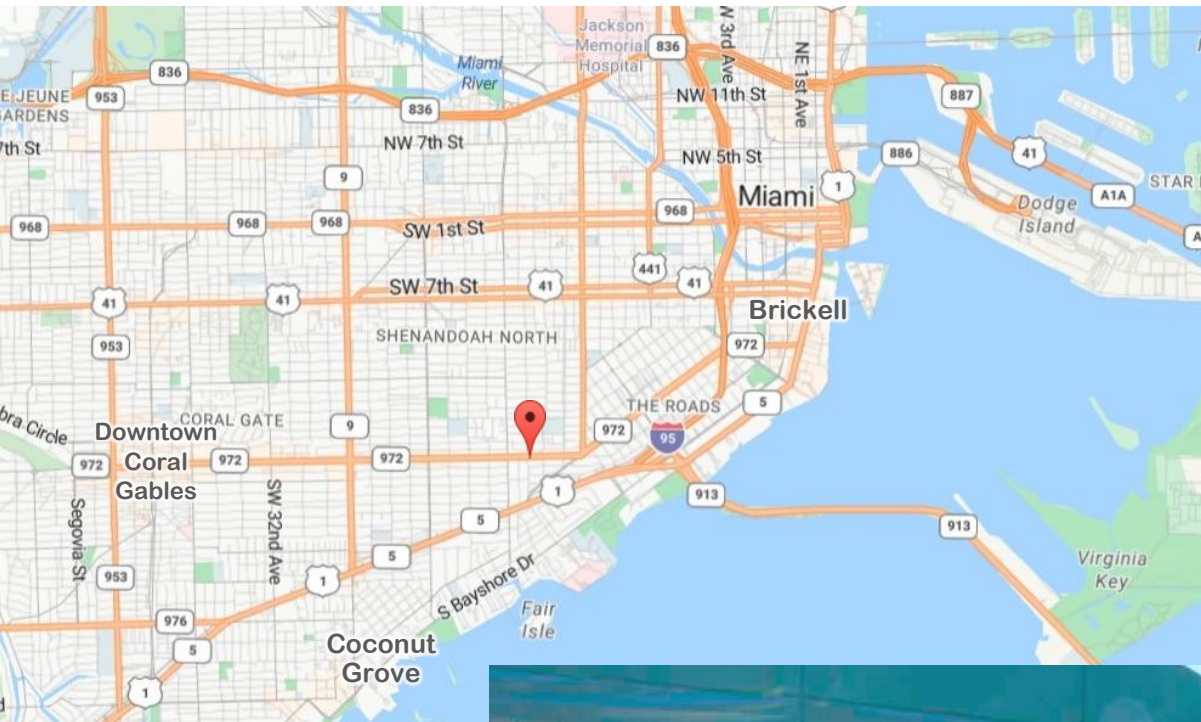 Jackson
Memorial
Hospital
836
NW 3rd Ave
NE 1st Ave
Miami
River
836
953
E JEUNE
GARDENS
836
NW 11th St
887
7th St
NW 7th St
NW 5th St
886
41
9
Miami
1
STAR
A1A
Dodge
Island
968
968
968
SW 1st St
968
A
441
41
SW 7th St
41
41
41
Brickell
SHENANDOAH NORTH
953
972
THE ROADS
5
CORAL GATE
bra Circle
9
972
95
Downtown
Coral
Gables
972
972
972
1
913
Segovia St
SW 32nd Ave
5
913
5
953
1
S Bayshore Dr
Virginia
Key
Fair
Isle
976
5
Coconut
Grove
1
d